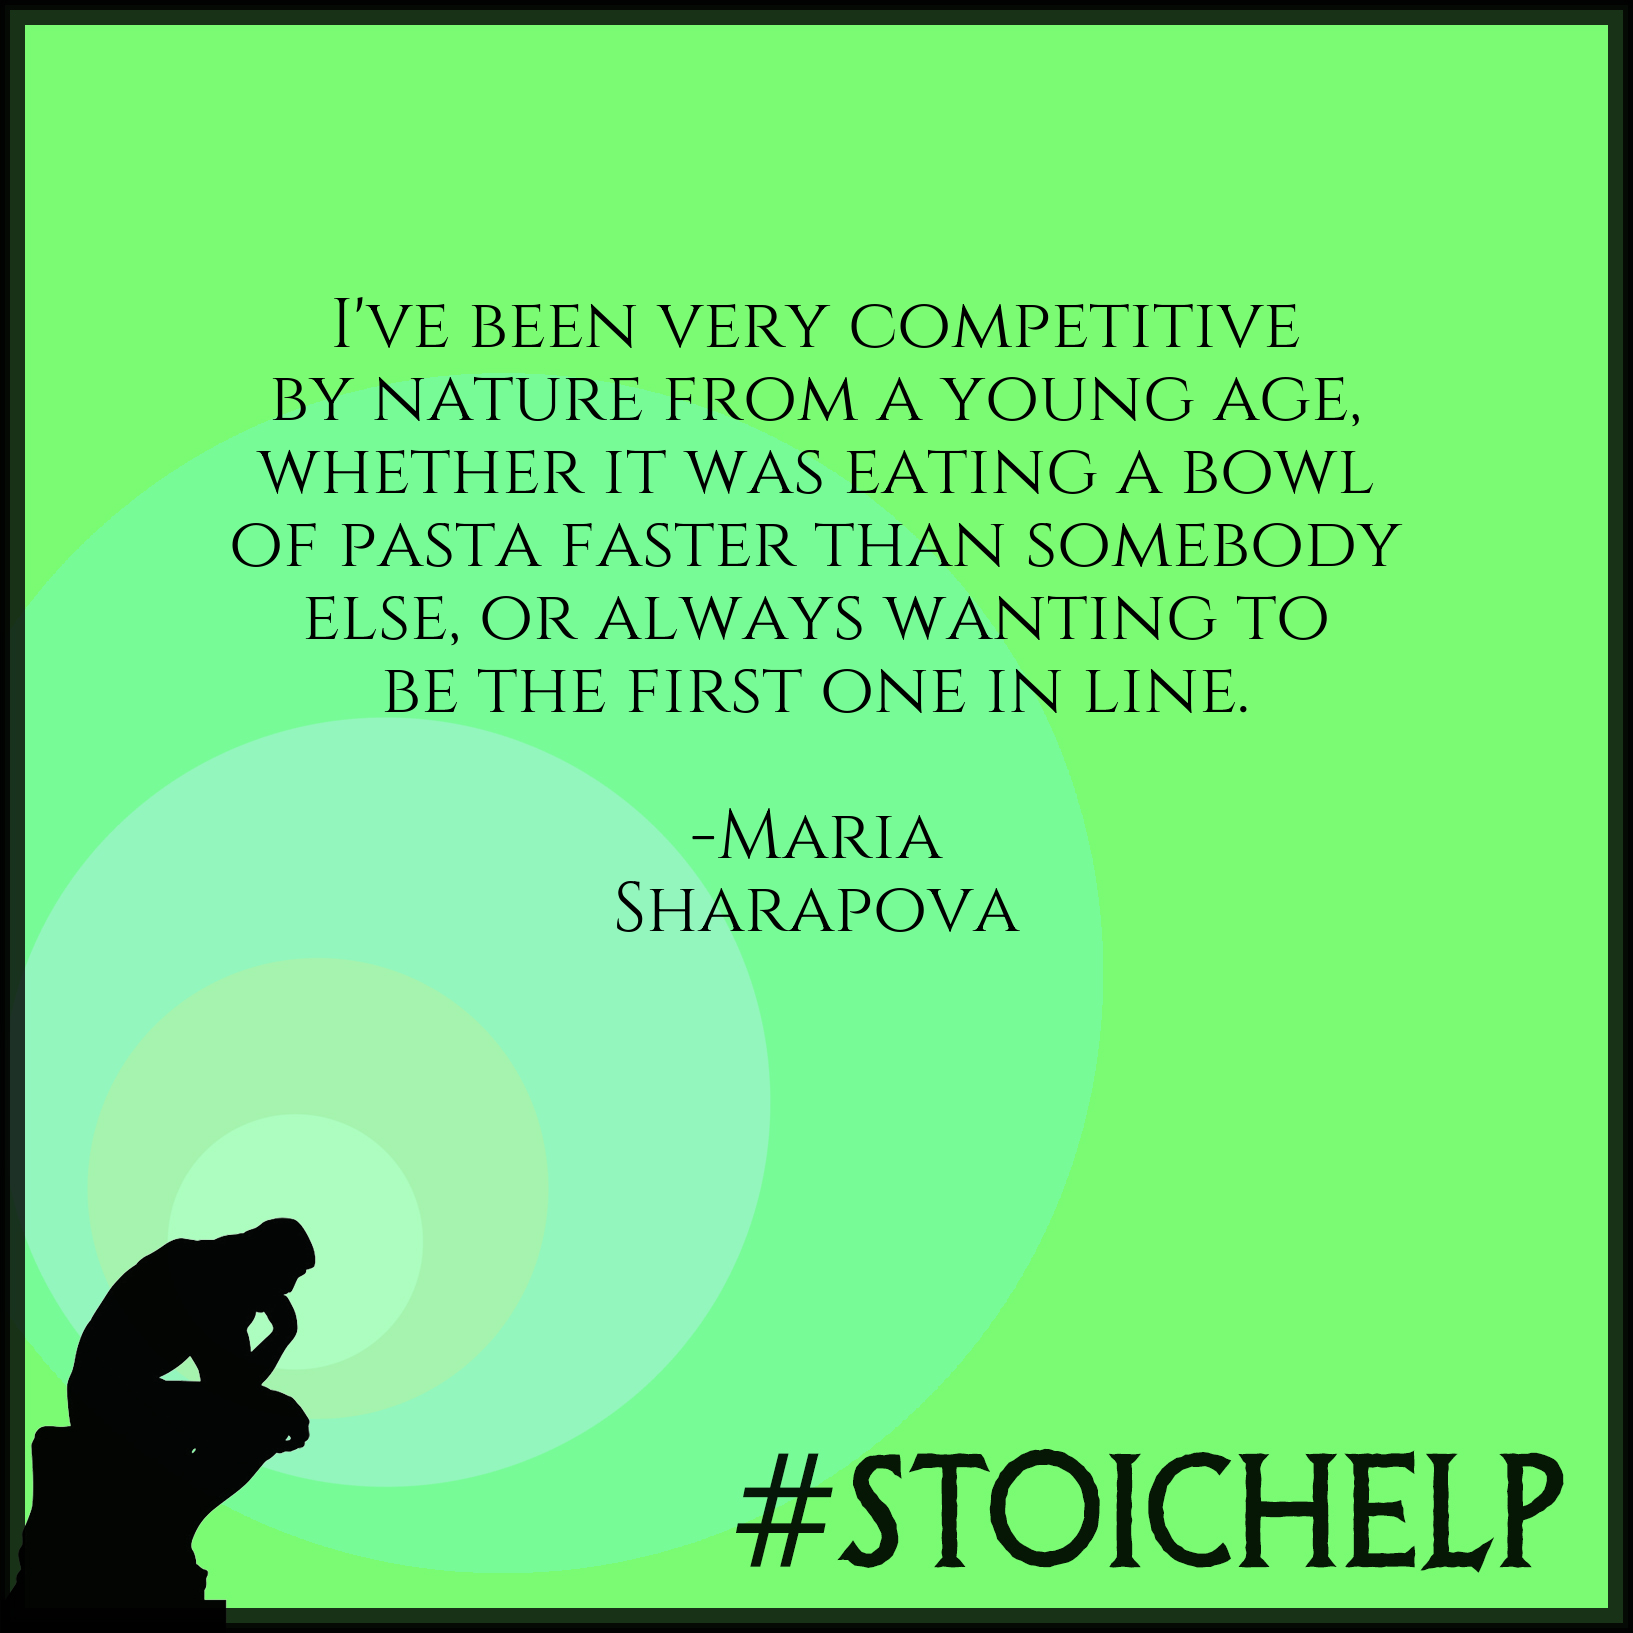 I've been very competitive
by nature from a young age,
whether it was eating a bowl
of pasta faster than somebody
else, or always wanting to
be the first one in line.
-Maria
Sharapova
#STOICHELP